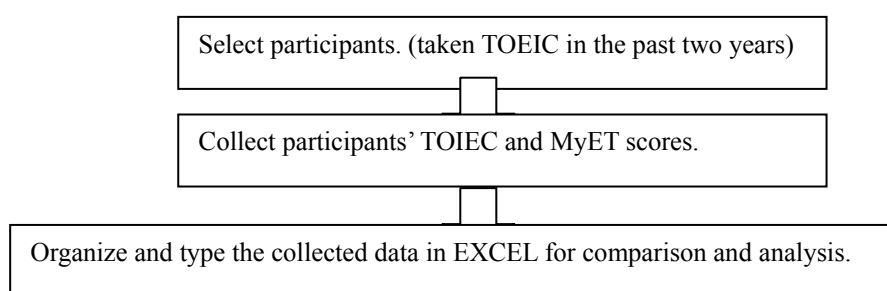 Select participants. (taken TOEIC in the past two years)
Collect participants’ TOIEC and MyET scores.
Organize and type the collected data in EXCEL for comparison and analysis.